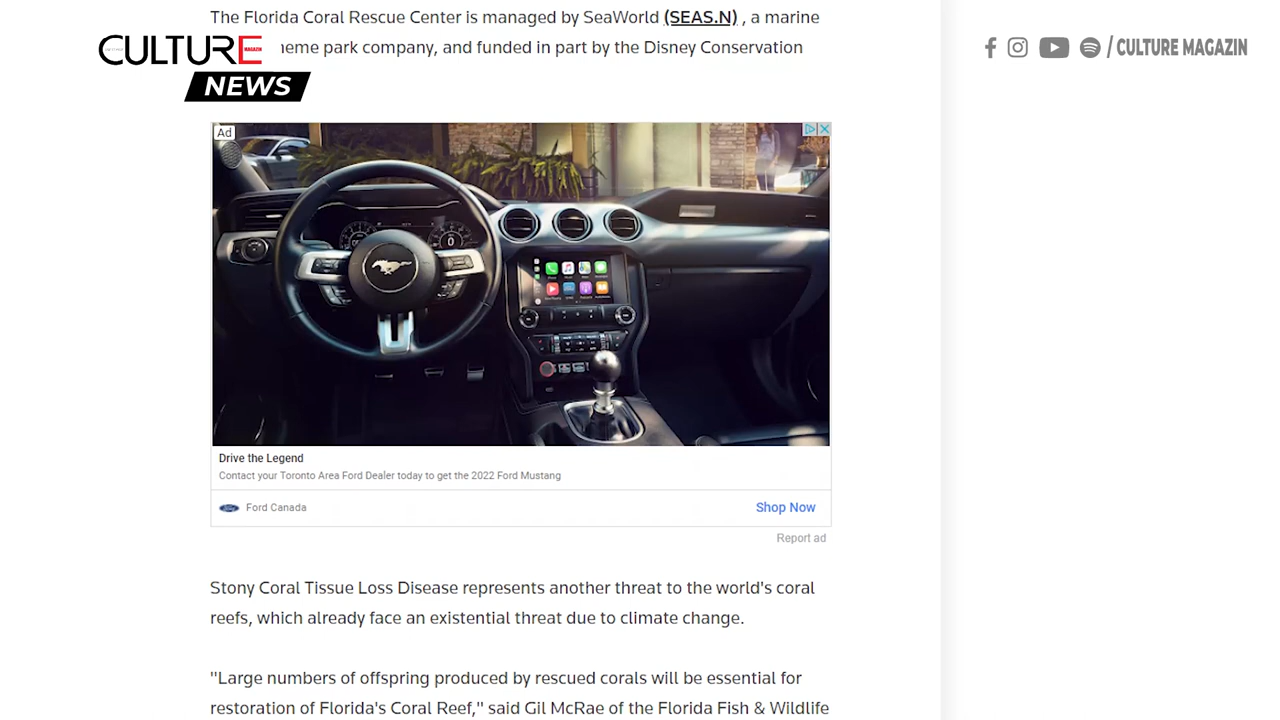 The Florida Coral Rescue Center is managed by SeaWorld (SEAS.N) , a marine
eme park company, and funded in part by the Disney Conservation
CULTURE
MAGAZIN
NEWS
/ CULTURE MAGAZIN
Ad
Drive the Legend
Contact your Toronto Area Ford Dealer today to get the 2022 Ford Mustang
Ford Canada
Shop Now
Report ad
Stony Coral Tissue Loss Disease represents another threat to the world's coral
reefs, which already face an existential threat due to climate change.
"Large numbers of offspring produced by rescued corals will be essential for
restoration of Florida's Coral Reef," said Gil McRae of the Florida Fish & Wildlife